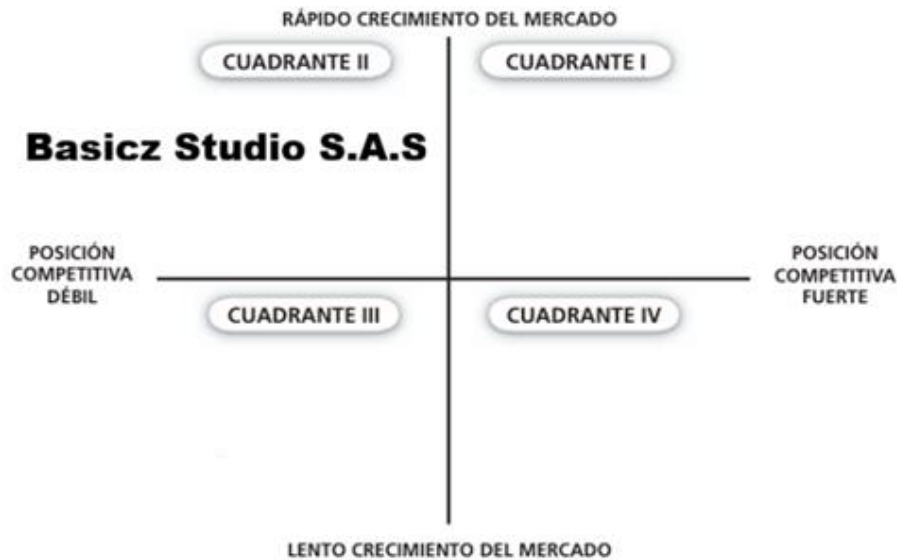 RÁPIDO CRECIMIENTO DEL MERCADO
CUADRANTE II
CUADRANTE I
Basicz Studio S.A.S
POSICIÓN
COMPETITIVA
DÉBIL
POSICIÓN
COMPETITIVA
FUERTE
CUADRANTE III
CUADRANTE IV
LENTO CRECIMIENTO DEL MERCADO